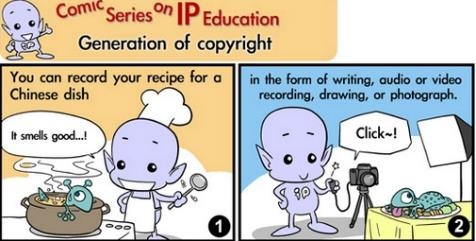 Comic Series on IP Education
Generation of copyright
You can record your recipe for a
Chinese dish
It smells good...!
1
in the form of writing, audio or video
recording, drawing, or photograph.
Click~!
iP
2